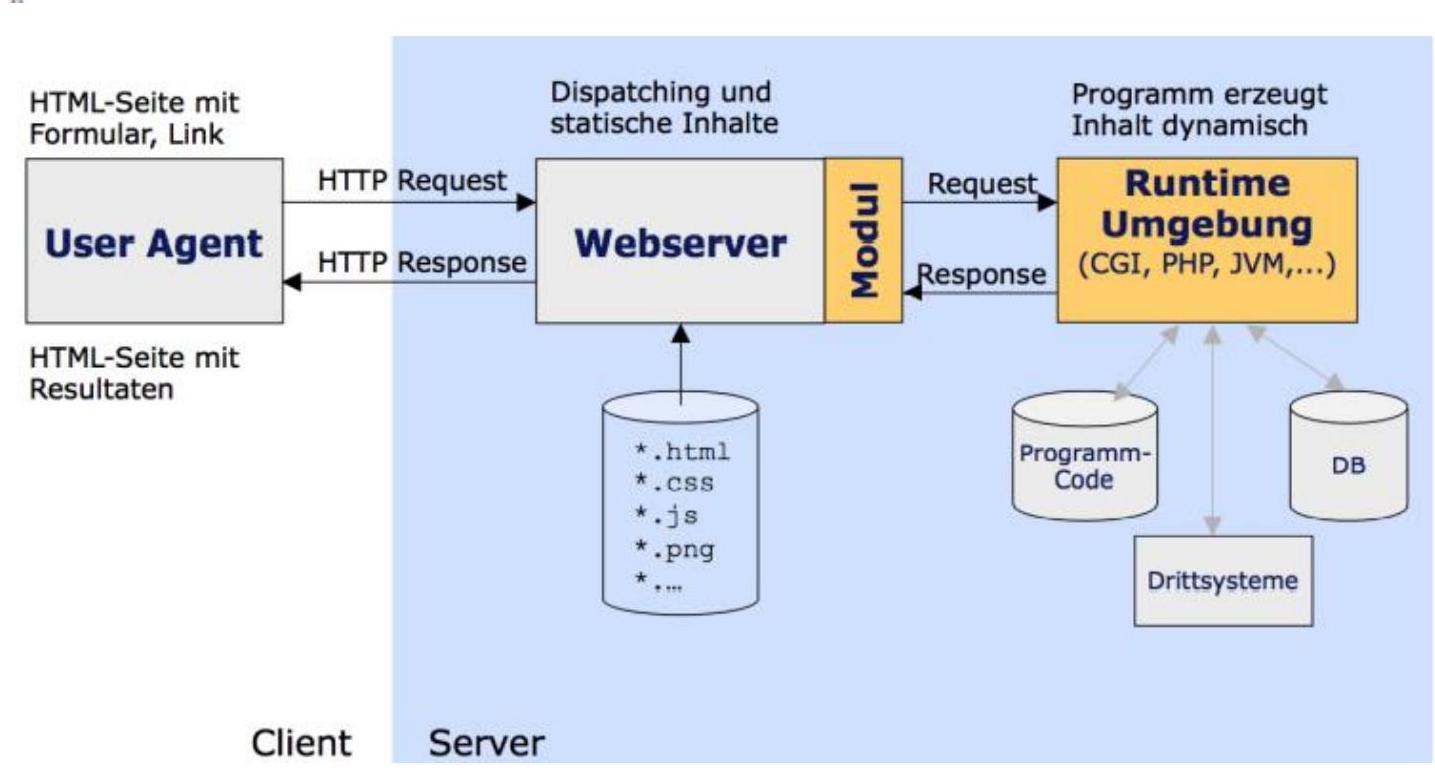 HTML-Seite mit
Formular, Link
User Agent
HTML-Seite mit
Resultaten
HTTP Request
HTTP Response
Dispatching und
statische Inhalte
Webserver
Modul
*.html
*.css
*.js
*.png
*.…
Request
Response
Programm erzeugt
Inhalt dynamisch
Runtime
Umgebung
(CGI, PHP, JVM,...)
Programm-
Code
DB
Drittsysteme
Client
Server